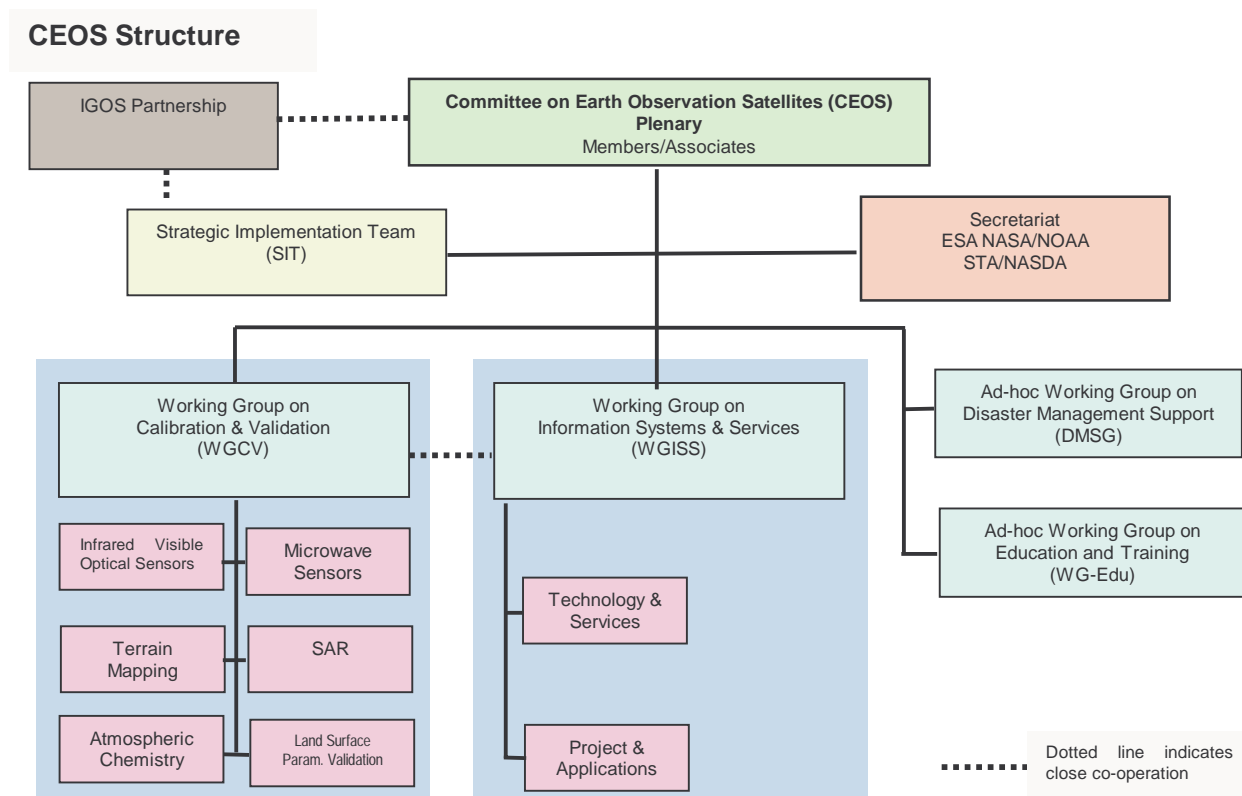 CEOS Structure
IGOS Partnership
Committee on Earth Observation Satellites (CEOS)
Plenary
Members/Associates
Strategic Implementation Team
(SIT)
Secretariat
ESA NASA/NOAA
STA/NASDA
Working Group on
Calibration & Validation
(WGCV)
Working Group on
Information Systems & Services
(WGISS)
Ad-hoc Working Group on
Disaster Management Support
(DMSG)
Ad-hoc Working Group on
Education and Training
(WG-Edu)
Infrared Visible
Optical Sensors
Microwave
Sensors
Terrain
Mapping
SAR
Atmospheric
Chemistry
Land Surface
Param. Validation
Technology &
Services
Project &
Applications
Dotted line indicates
close co-operation